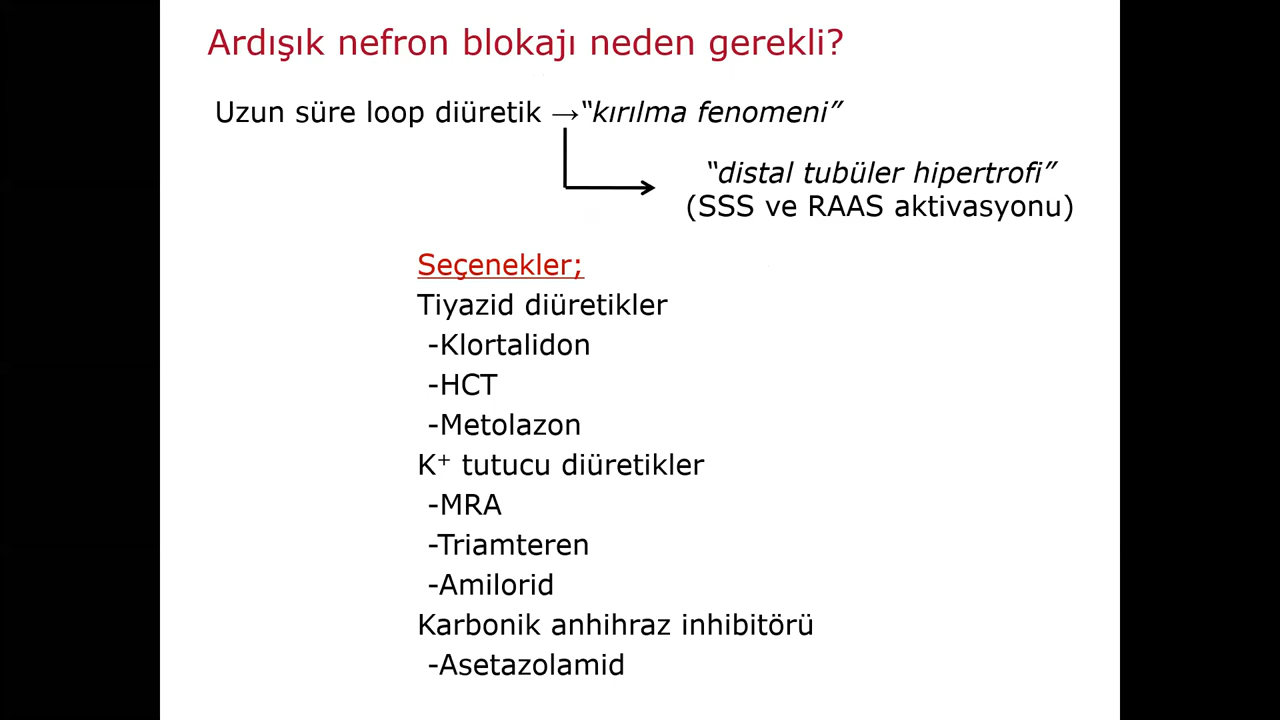 Ardışık nefron blokajı neden gerekli?
Uzun süre loop diüretik →“kırılma fenomeni”
“distal tubüler hipertrofi”
(SSS ve RAAS aktivasyonu)
Seçenekler;
Tiyazid diüretikler
-Klortalidon
-HCT
-Metolazon
K⁺ tutucu diüretikler
-MRA
-Triamteren
-Amilorid
Karbonik anhihraz inhibitörü
-Asetazolamid